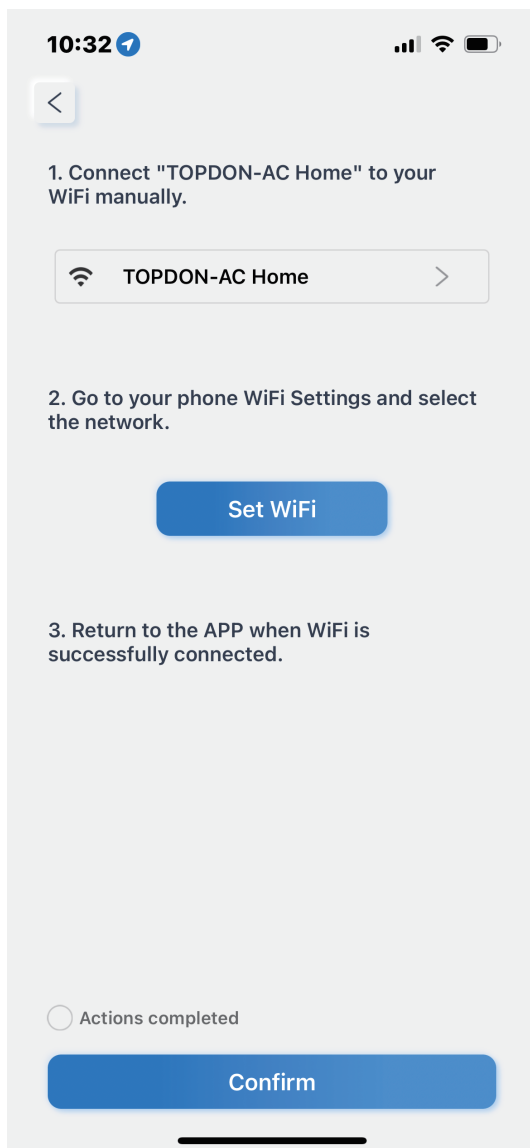 10:32
1. Connect "TOPDON-AC Home" to your
WiFi manually.
TOPDON-AC Home
2. Go to your phone WiFi Settings and select
the network.
Set WiFi
3. Return to the APP when WiFi is
successfully connected.
Actions completed
Confirm